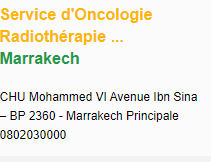 Service d'Oncologie
Radiothérapie ...
Marrakech
CHU Mohammed VI Avenue Ibn Sina
– BP 2360 - Marrakech Principale
0802030000